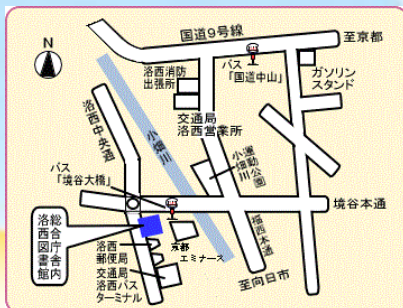 N
国道9号線
至京都
洛西消防
出張所
バス
「国道中山」
ガソリン
スタンド
交通局
洛西営業所
洛西中央通
小畑川
小畑川
運動公園
バス
「境谷大橋」
境谷本通
福西本通
洛西総合庁舎内
図書館
洛西
郵便局
京都
エミナース
交通局
洛西バス
ターミナル
至向日市